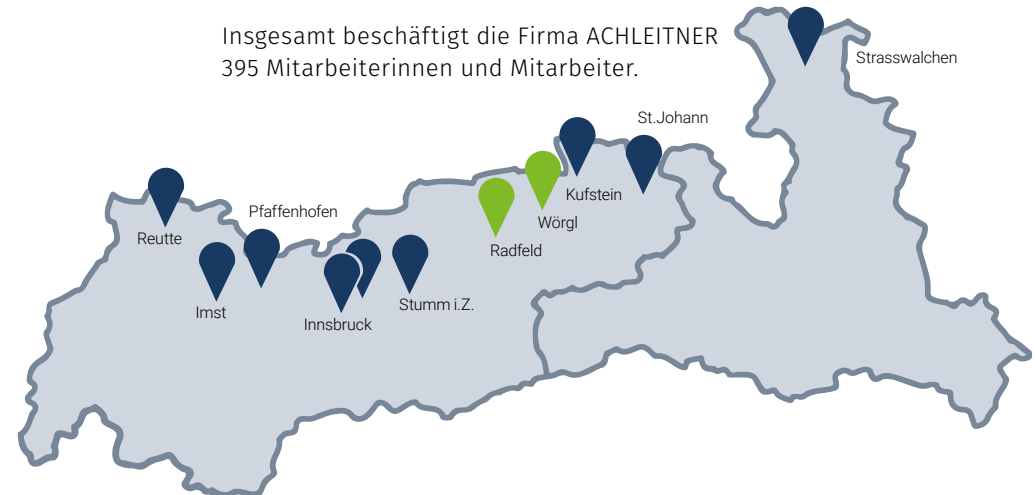 Insgesamt beschäftigt die Firma ACHLEITNER
395 Mitarbeiterinnen und Mitarbeiter.
Strasswalchen
St.Johann
Kufstein
Pfaffenhofen
Wörgl
Reutte
Radfeld
Imst
Stumm i.Z.
Innsbruck